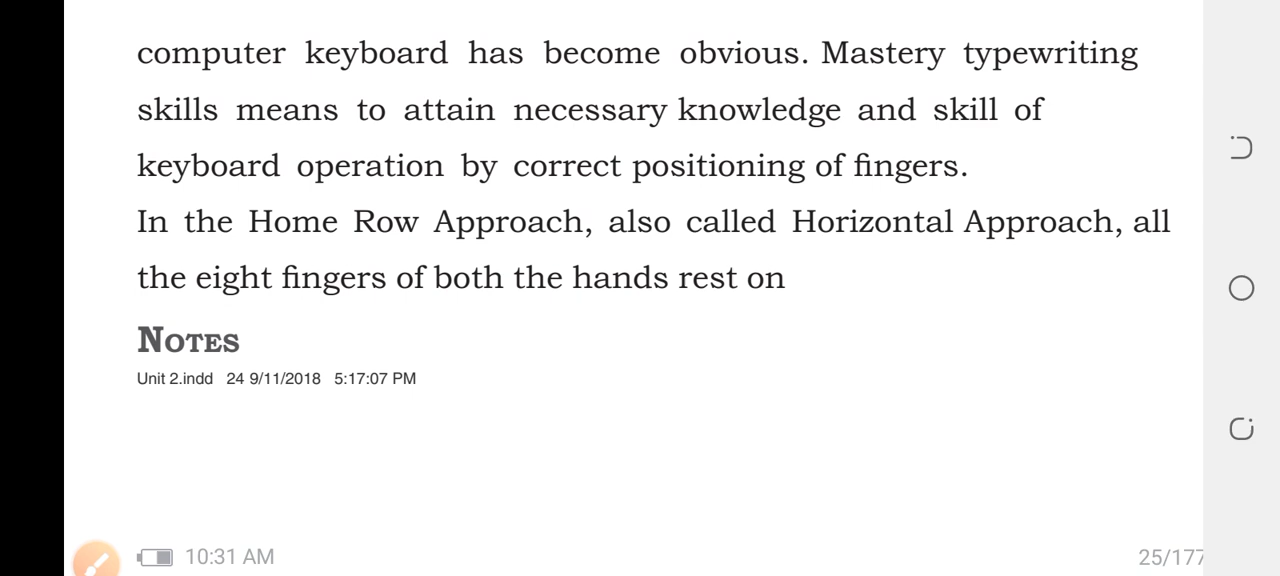 computer keyboard has become obvious. Mastery typewriting
skills means to attain necessary knowledge and skill of
keyboard operation by correct positioning of fingers.
In the Home Row Approach, also called Horizontal Approach, all
the eight fingers of both the hands rest on
NOTES
Unit 2.indd 24 9/11/2018 5:17:07 PM
10:31 AM
25/177